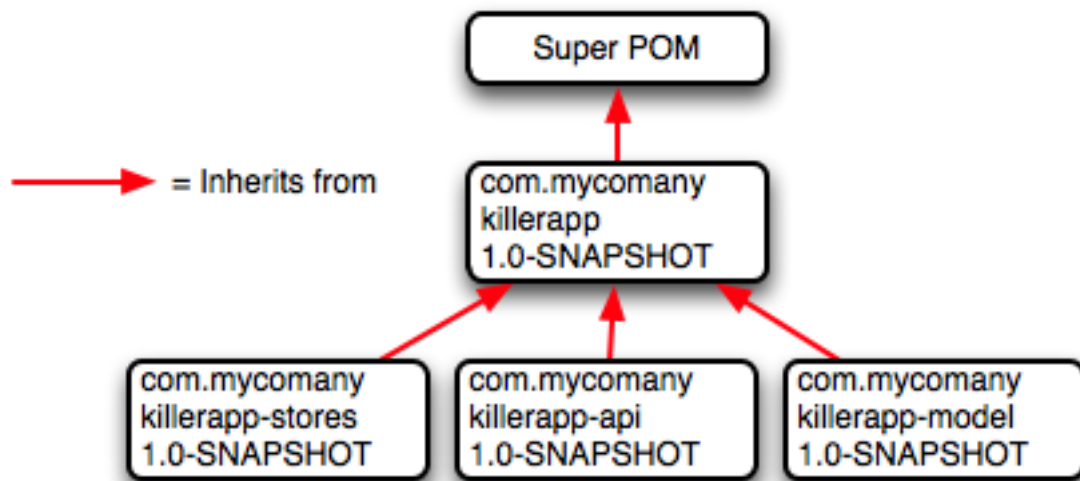 Super POM
= Inherits from
com.mycomany
killerapp
1.0-SNAPSHOT
com.mycomany
killerapp-stores
1.0-SNAPSHOT
com.mycomany
killerapp-api
1.0-SNAPSHOT
com.mycomany
killerapp-model
1.0-SNAPSHOT